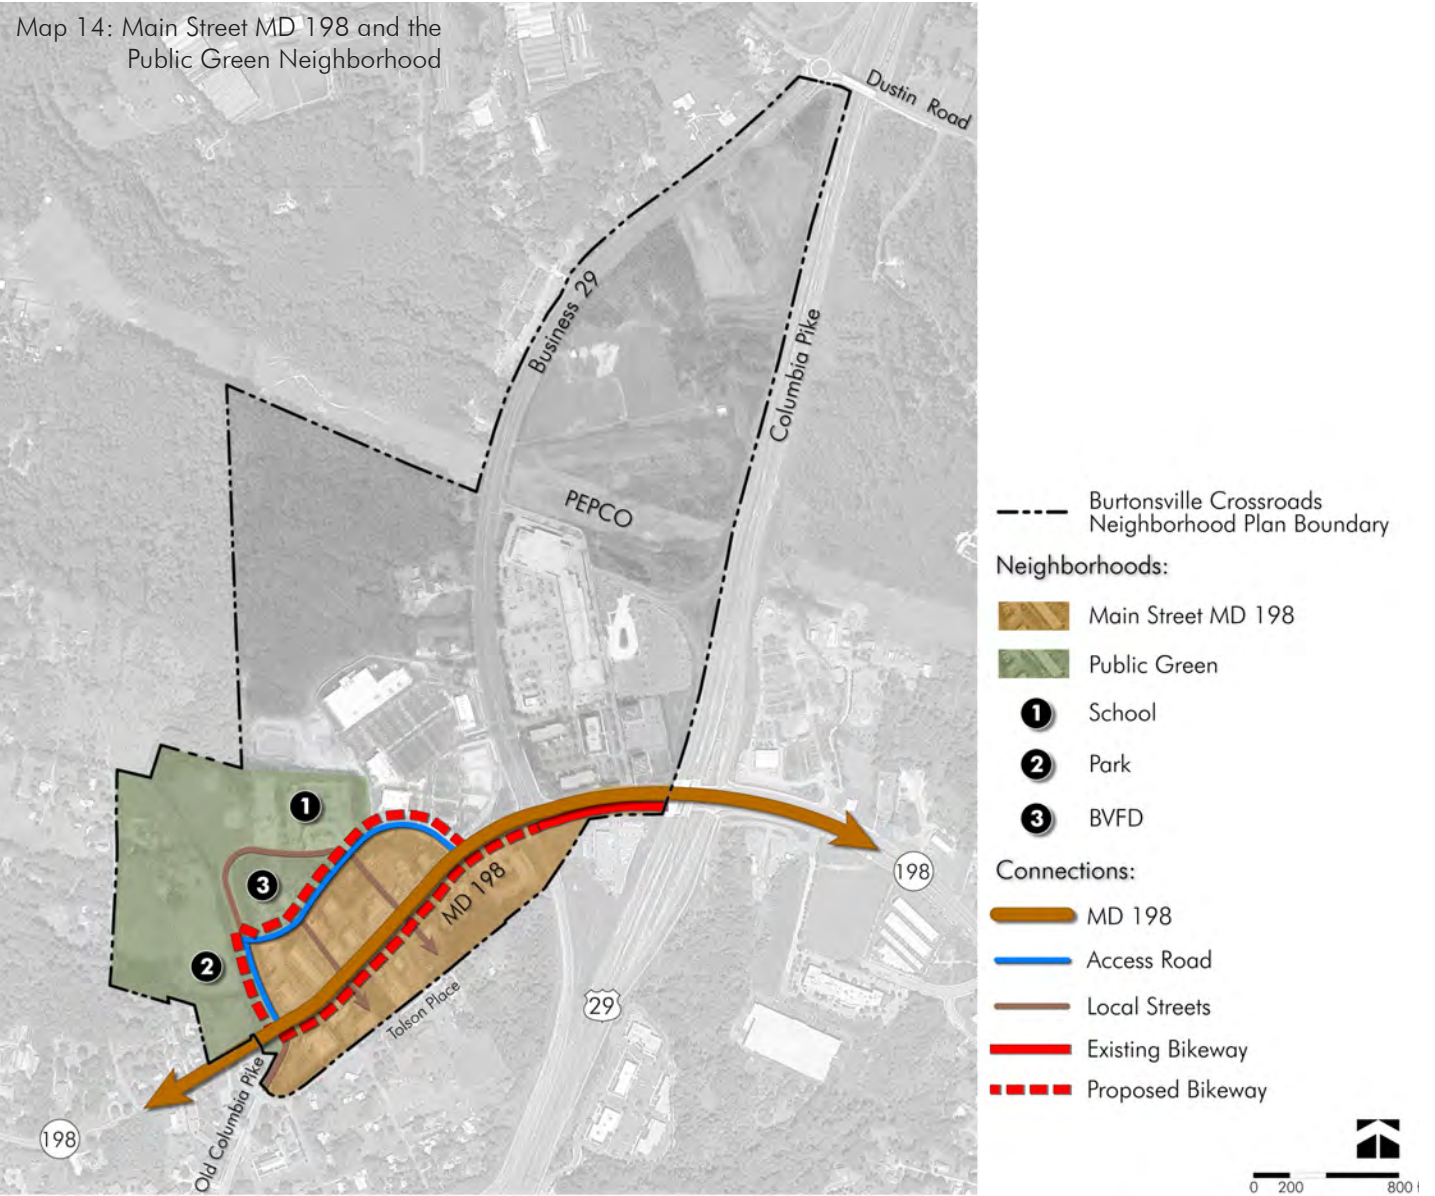 Map 14: Main Street MD 198 and the
Public Green Neighborhood
Dustin Road
Business 29
Columbia Pike
PEPCO
Burtonsville Crossroads
Neighborhood Plan Boundary
Neighborhoods:
Main Street MD 198
Public Green
1 School
2 Park
3 BVFD
Connections:
MD 198
Access Road
Local Streets
Existing Bikeway
Proposed Bikeway
1
3
2
MD 198
198
Tolson Place
29
Old Columbia Pike
198
0 200 800 f